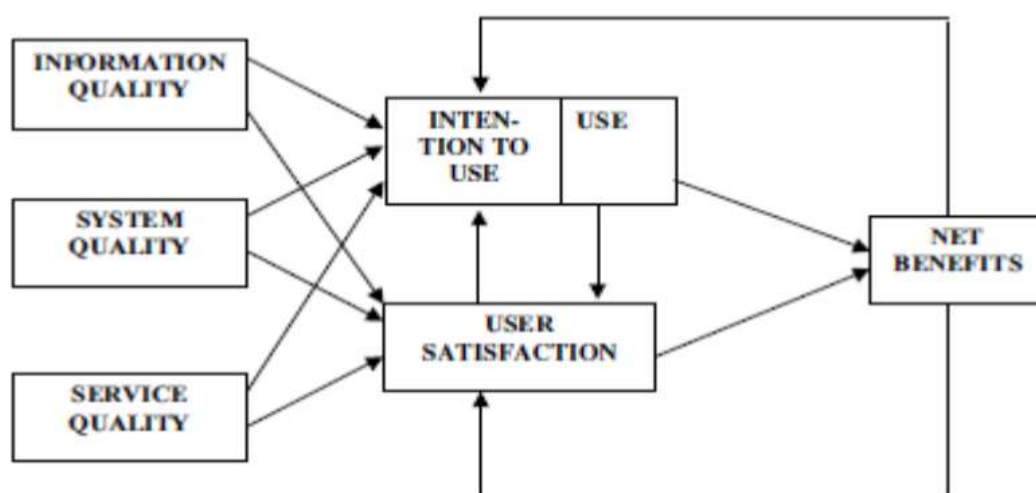 INFORMATION
QUALITY
INTEN-
TION TO
USE
USE
SYSTEM
QUALITY
NET
BENEFITS
USER
SATISFACTION
SERVICE
QUALITY